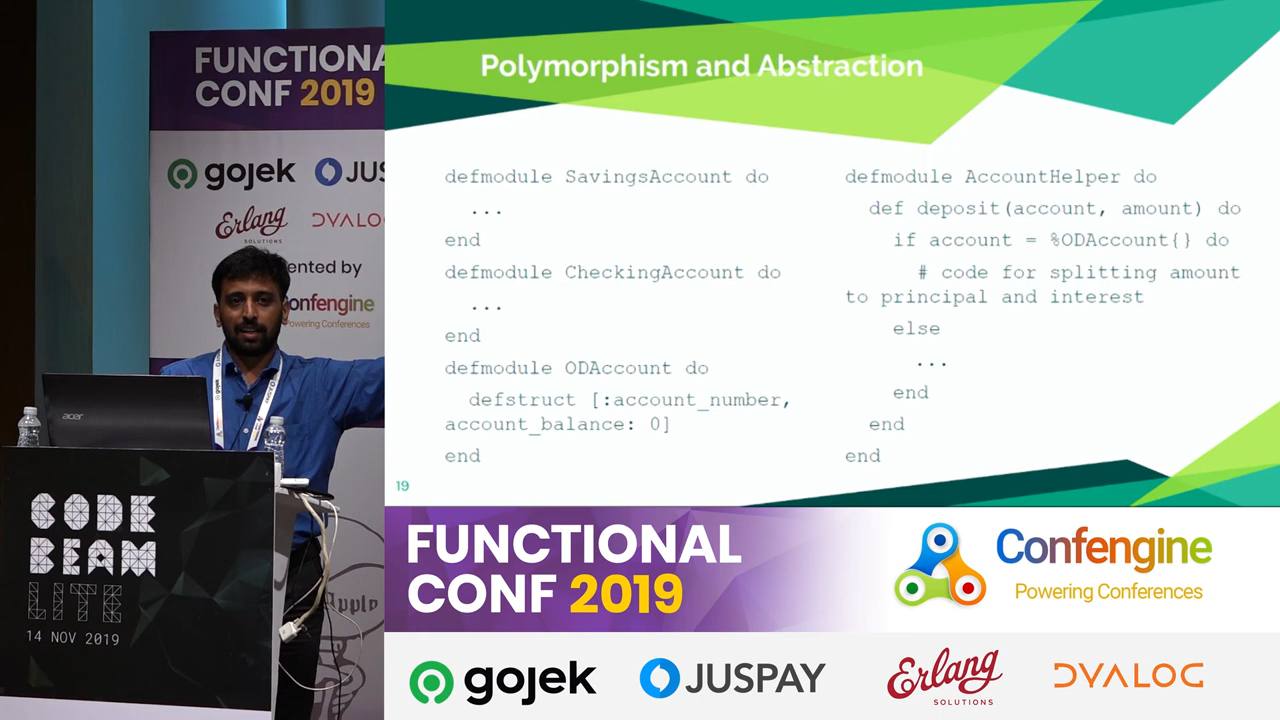 FUNCTIONA
CONF 2019
gojek JUS
Erlang
SOLUTIONS
DYALO
ented by
onfengine
Powering Conferences
acer
CODE
BEAM
LITE
14 NOV 2019
Apply
Polymorphism and Abstraction
defmodule SavingsAccount do
...
end
defmodule CheckingAccount do
...
end
defmodule ODAccount do
defstruct [:account_number,
account_balance: 0]
end
defmodule AccountHelper do
def deposit(account, amount) do
if account = %ODAccount{} do
# code for splitting amount
to principal and interest
else
...
end
end
end
19
FUNCTIONAL
CONF 2019
Confengine
Powering Conferences
gojek
JUSPAY
Erlang
SOLUTIONS
DYALOG